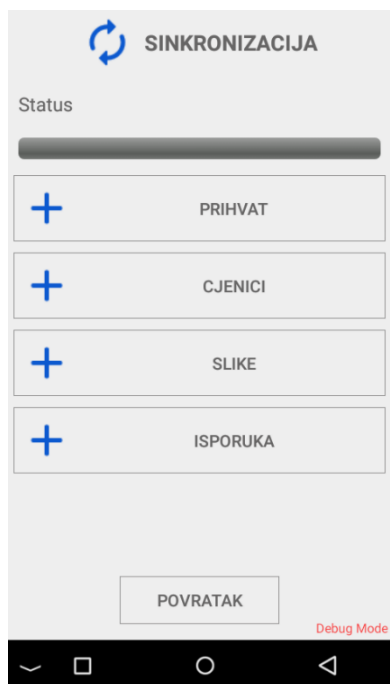 SINKRONIZACIJA
Status
PRIHVAT
CJENICI
SLIKE
ISPORUKA
POVRATAK
Debug Mode